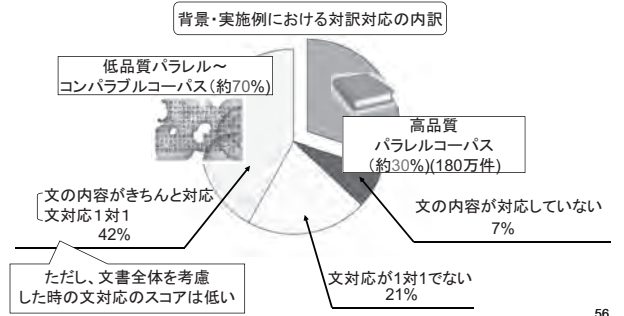 背景・実施例における対訳対応の内訳
低品質パラレル～
コンパラブルコーパス(約70%)
高品質
パラレルコーパス
(約30%)(180万件)
文の内容がきちんと対応
文対応1対1
42%
文の内容が対応していない
7%
ただし、文書全体を考慮
した時の文対応のスコアは低い
文対応が1対1でない
21%
56